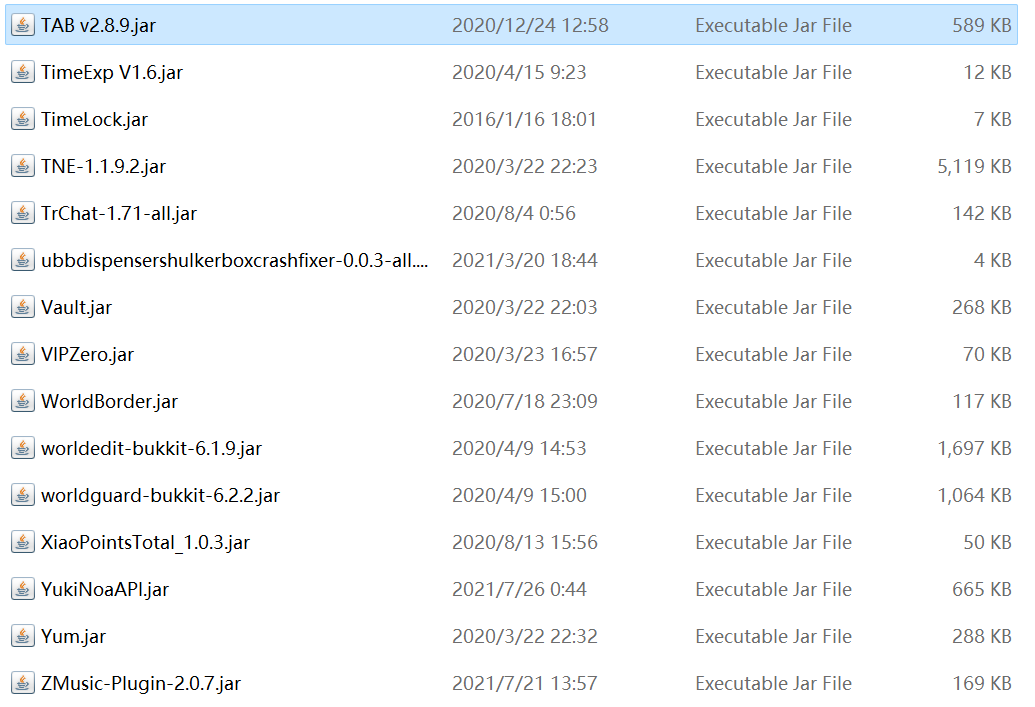 TAB v2.8.9.jar 2020/12/24 12:58 Executable Jar File 589 KB
TimeExp V1.6.jar 2020/4/15 9:23 Executable Jar File 12 KB
TimeLock.jar 2016/1/16 18:01 Executable Jar File 7 KB
TNE-1.1.9.2.jar 2020/3/22 22:23 Executable Jar File 5,119 KB
TrChat-1.71-all.jar 2020/8/4 0:56 Executable Jar File 142 KB
ubbdispensershulkerboxcrashfixer-0.0.3-all.... 2021/3/20 18:44 Executable Jar File 4 KB
Vault.jar 2020/3/22 22:03 Executable Jar File 268 KB
VIPZero.jar 2020/3/23 16:57 Executable Jar File 70 KB
WorldBorder.jar 2020/7/18 23:09 Executable Jar File 117 KB
worldedit-bukkit-6.1.9.jar 2020/4/9 14:53 Executable Jar File 1,697 KB
worldguard-bukkit-6.2.2.jar 2020/4/9 15:00 Executable Jar File 1,064 KB
XiaoPointsTotal_1.0.3.jar 2020/8/13 15:56 Executable Jar File 50 KB
YukiNoaAPI.jar 2021/7/26 0:44 Executable Jar File 665 KB
Yum.jar 2020/3/22 22:32 Executable Jar File 288 KB
ZMusic-Plugin-2.0.7.jar 2021/7/21 13:57 Executable Jar File 169 KB